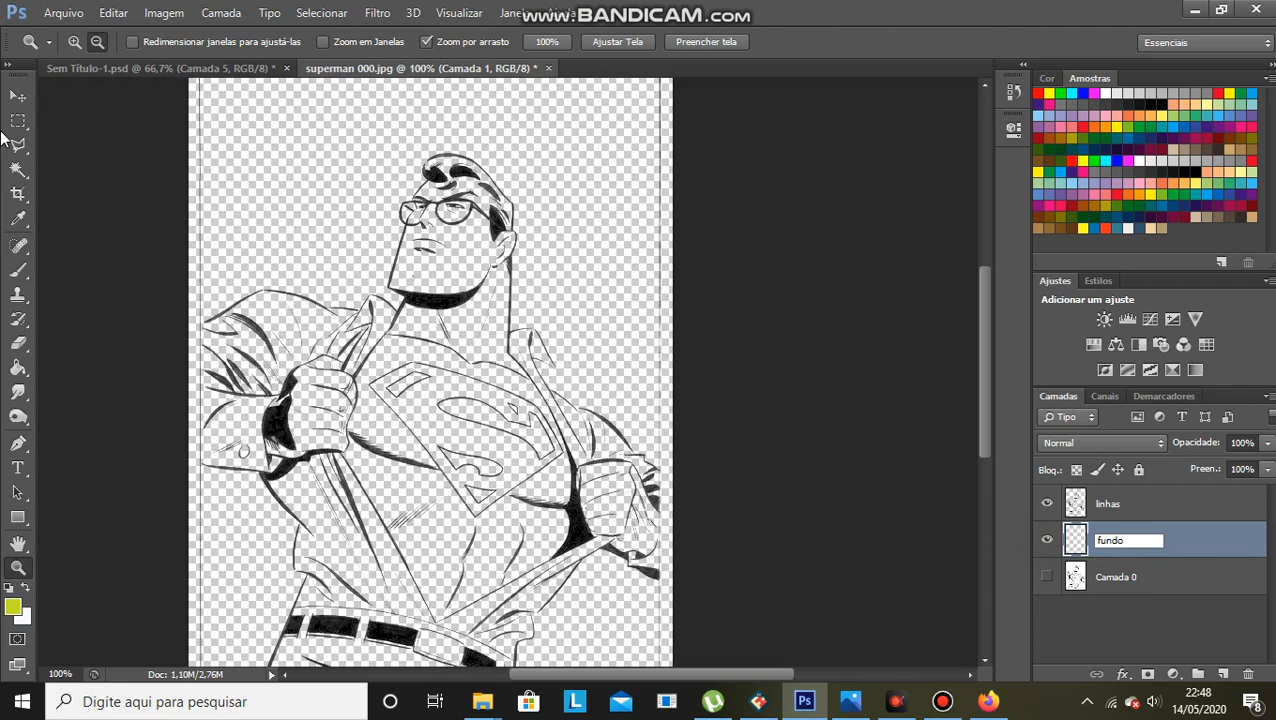 Ps Arquivo Editar Imagem Camada Tipo Selecionar Filtro 3D Visualizar
www.BANDICAM.com
Redimensionar janelas para ajustá-las Zoom em Janelas Zoom por arrasto 100% Ajustar Tela Preencher tela Essenciais
Sem Título-1.psd @ 66,7% (Camada 5, RGB/8) * × superman 000.jpg @ 100% (Camada 1, RGB/8) * ×
Cor Amostras
Ajustes Estilos
Adicionar um ajuste
Camadas Canais Demarcadores
Tipo
Normal Opacidade: 100%
Bloq.: Preen.: 100%
linhas
fundo
Camada 0
100% Doc: 1,10M/2,76M
Digite aqui para pesquisar
L
Ps
22:48
14/05/2020
8